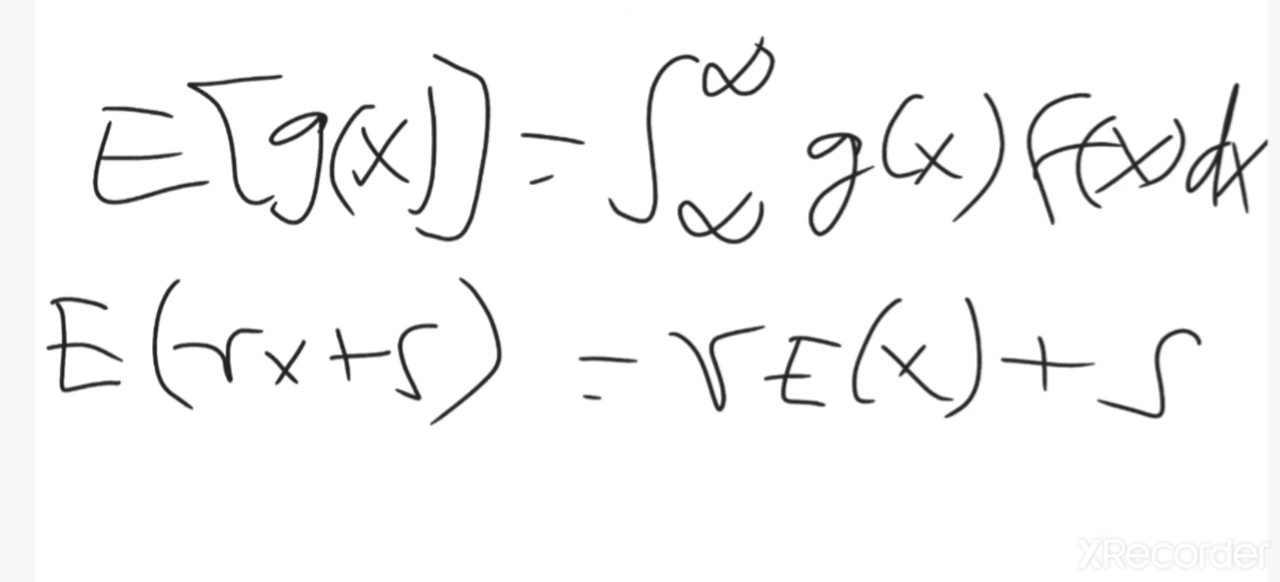 E[g(x)] = ∫_∞^∞ g(x) f(x) dx
E(rx+s) = rE(x)+s
XRecorder